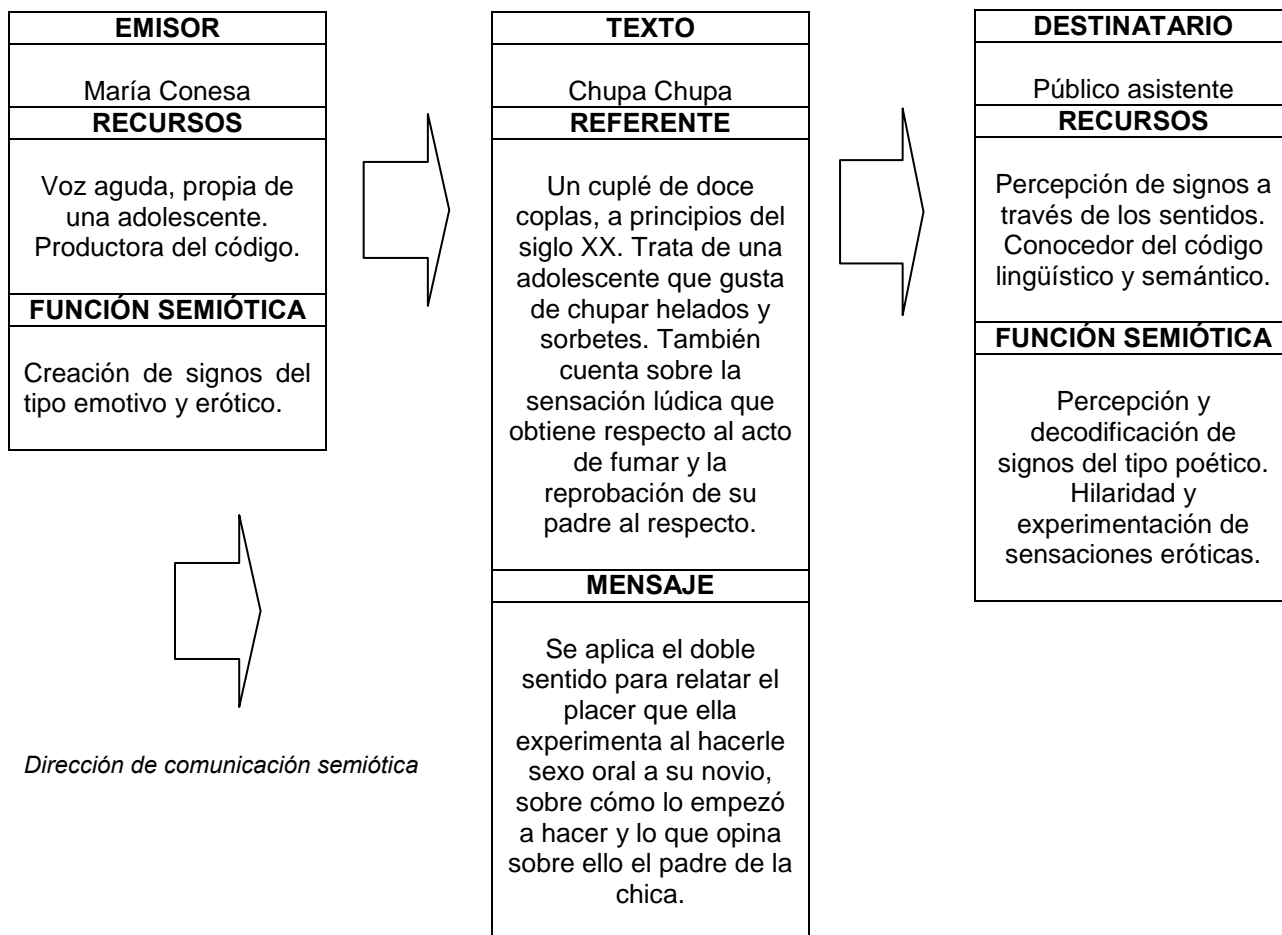 EMISOR
María Conesa
RECURSOS
Voz aguda, propia de
una adolescente.
Productora del código.
FUNCIÓN SEMIÓTICA
Creación de signos del
tipo emotivo y erótico.
Dirección de comunicación semiótica
TEXTO
Chupa Chupa
REFERENTE
Un cuplé de doce
coplas, a principios del
siglo XX. Trata de una
adolescente que gusta
de chupar helados y
sorbetes. También
cuenta sobre la
sensación lúdica que
obtiene respecto al acto
de fumar y la
reprobación de su
padre al respecto.
MENSAJE
Se aplica el doble
sentido para relatar el
placer que ella
experimenta al hacerle
sexo oral a su novio,
sobre cómo lo empezó
a hacer y lo que opina
sobre ello el padre de la
chica.
DESTINATARIO
Público asistente
RECURSOS
Percepción de signos a
través de los sentidos.
Conocedor del código
lingüístico y semántico.
FUNCIÓN SEMIÓTICA
Percepción y
decodificación de
signos del tipo poético.
Hilaridad y
experimentación de
sensaciones eróticas.